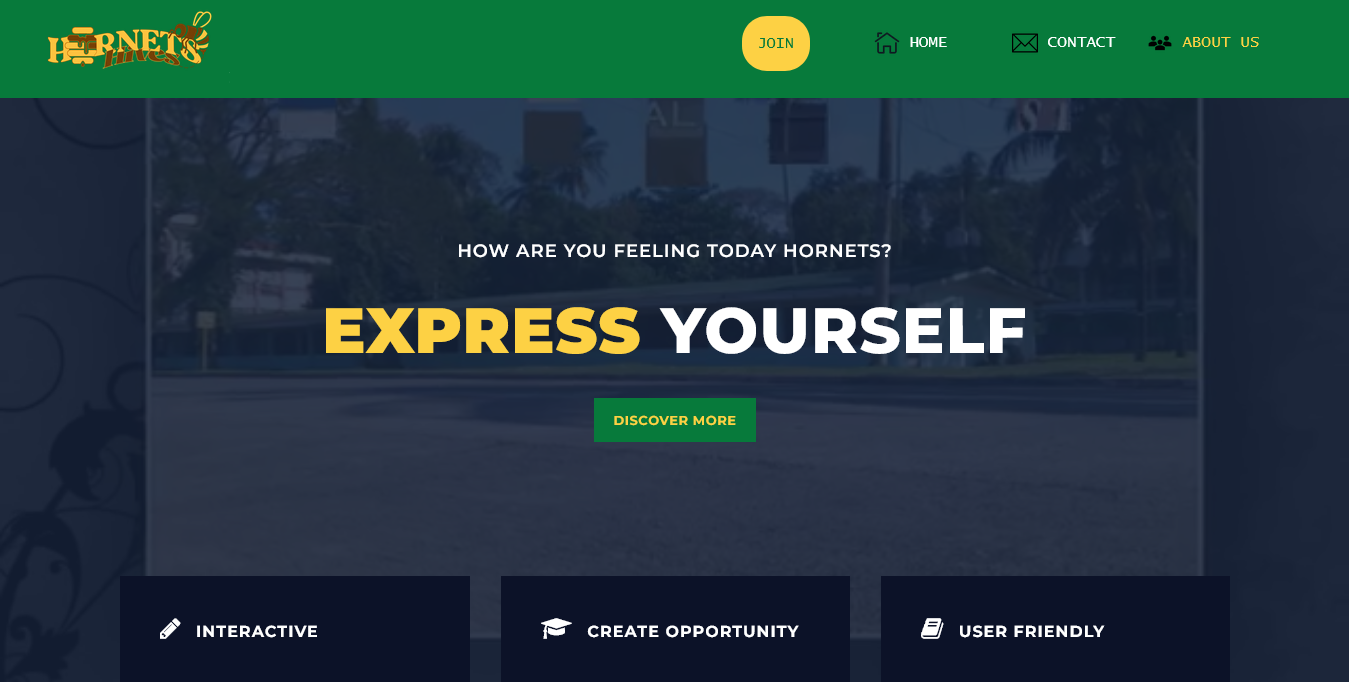 HORNETS
Hives
JOIN
HOME
CONTACT
ABOUT US
HOW ARE YOU FEELING TODAY HORNETS?
EXPRESS YOURSELF
DISCOVER MORE
INTERACTIVE
CREATE OPPORTUNITY
USER FRIENDLY